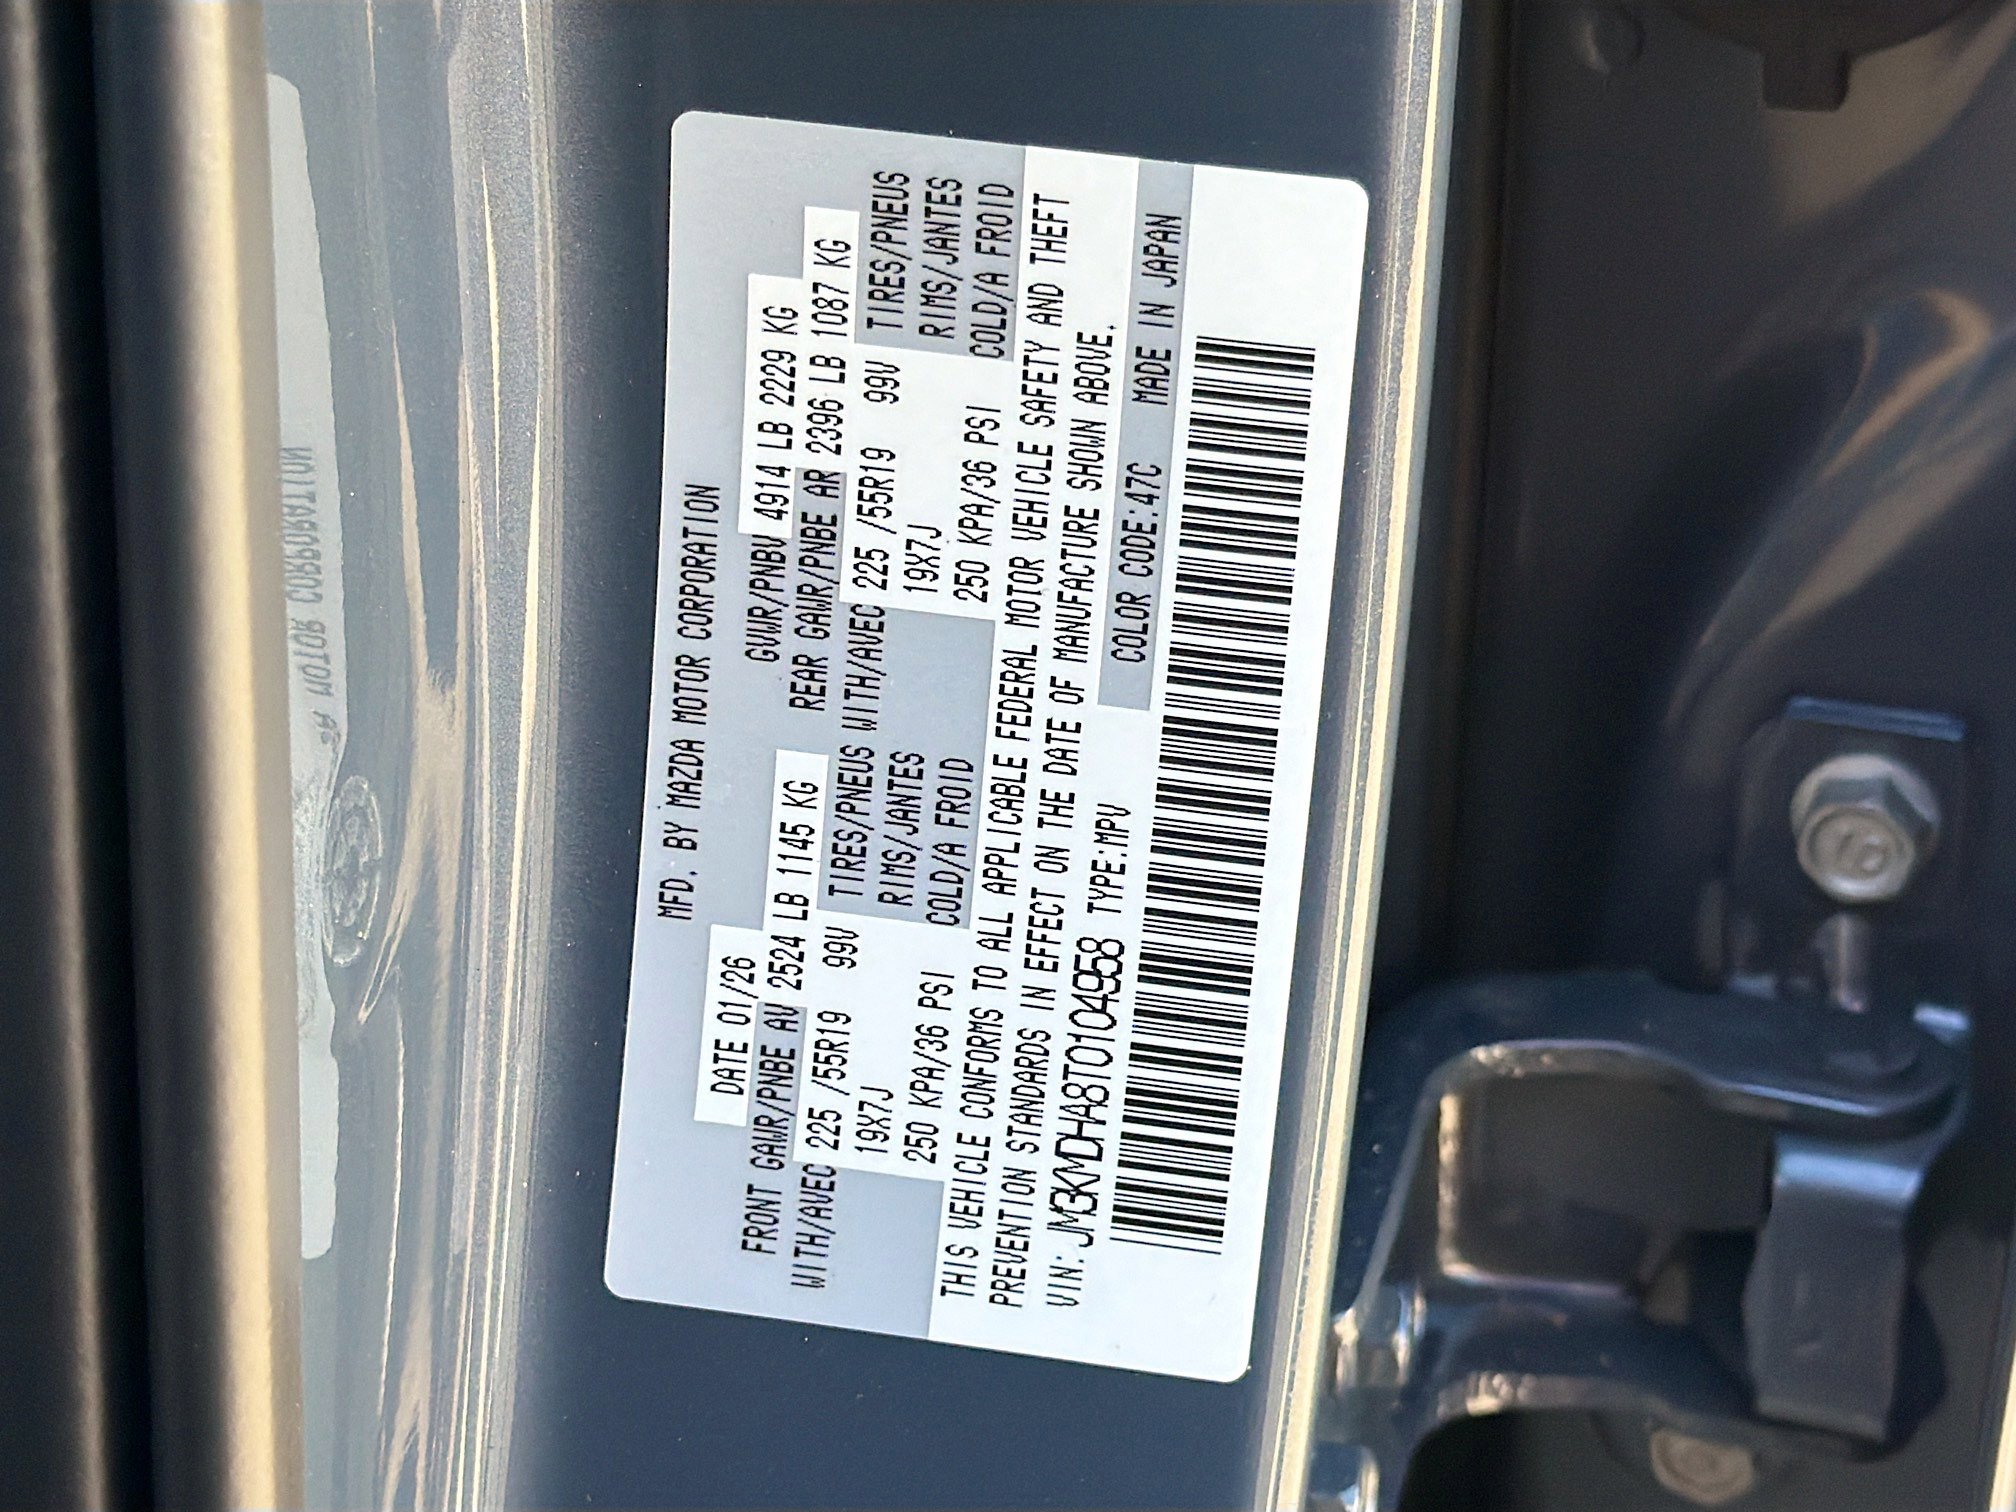 MFD. BY MAZDA MOTOR CORPORATION
DATE 01/26 GVWR/PNBV 4914 LB 2229 KG
FRONT GAWR/PNBE AV 2524 LB 1145 KG REAR GAWR/PNBE AR 2396 LB 1087 KG
WITH/AVEC 225 /55R19 99V TIRES/PNEUS WITH/AVEC 225 /55R19 99V TIRES/PNEUS
19X7J RIMS/JANTES 19X7J RIMS/JANTES
250 KPA/36 PSI COLD/A FROID 250 KPA/36 PSI COLD/A FROID
THIS VEHICLE CONFORMS TO ALL APPLICABLE FEDERAL MOTOR VEHICLE SAFETY AND THEFT
PREVENTION STANDARDS IN EFFECT ON THE DATE OF MANUFACTURE SHOWN ABOVE.
VIN: JM3KMDHA8T0104958 TYPE:MPV COLOR CODE:47C MADE IN JAPAN
MOTOR CORPORATION